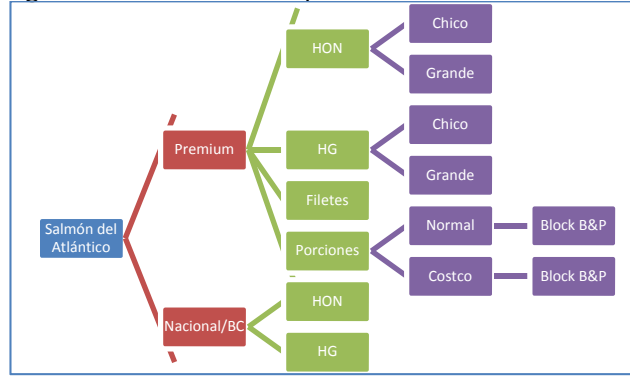 Chico
HON
Grande
Chico
Premium
HG
Grande
Filetes
Salmón del
Atlántico
Normal
Block B&P
Porciones
Costco
Block B&P
HON
Nacional/BC
HG